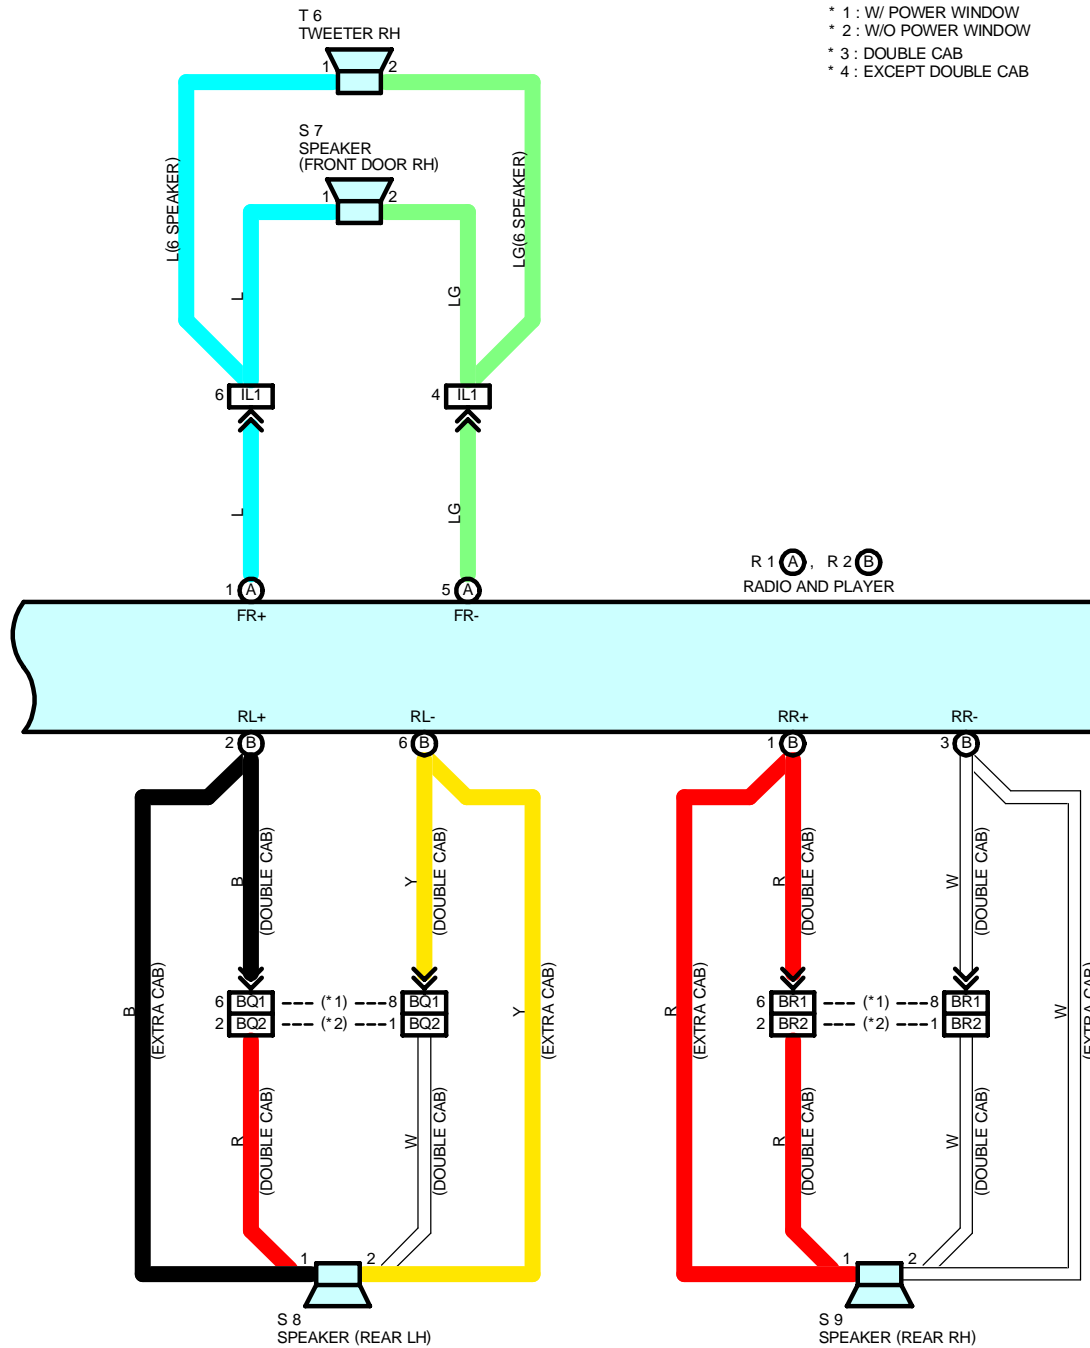 T 6
TWEETER RH
* 1 : W/ POWER WINDOW
* 2 : W/O POWER WINDOW
* 3 : DOUBLE CAB
* 4 : EXCEPT DOUBLE CAB
1 2
S 7
SPEAKER
(FRONT DOOR RH)
1 2
L(6 SPEAKER)
LG(6 SPEAKER)
L
LG
6 IL1
4 IL1
L
LG
R 1 A , R 2 B
RADIO AND PLAYER
1 A
5 A
FR+
FR-
RL+
RL-
RR+
RR-
2 B
6 B
1 B
3 B
B
(DOUBLE CAB)
Y
(DOUBLE CAB)
R
(DOUBLE CAB)
W
(DOUBLE CAB)
B
(EXTRA CAB)
Y
(EXTRA CAB)
R
(EXTRA CAB)
W
(EXTRA CAB)
6 BQ1 (* 1) 8 BQ1
2 BQ2 (* 2) 1 BQ2
6 BR1 (* 1) 8 BR1
2 BR2 (* 2) 1 BR2
R
(DOUBLE CAB)
W
(DOUBLE CAB)
R
(DOUBLE CAB)
W
(DOUBLE CAB)
1 2
1 2
S 8
SPEAKER (REAR LH)
S 9
SPEAKER (REAR RH)